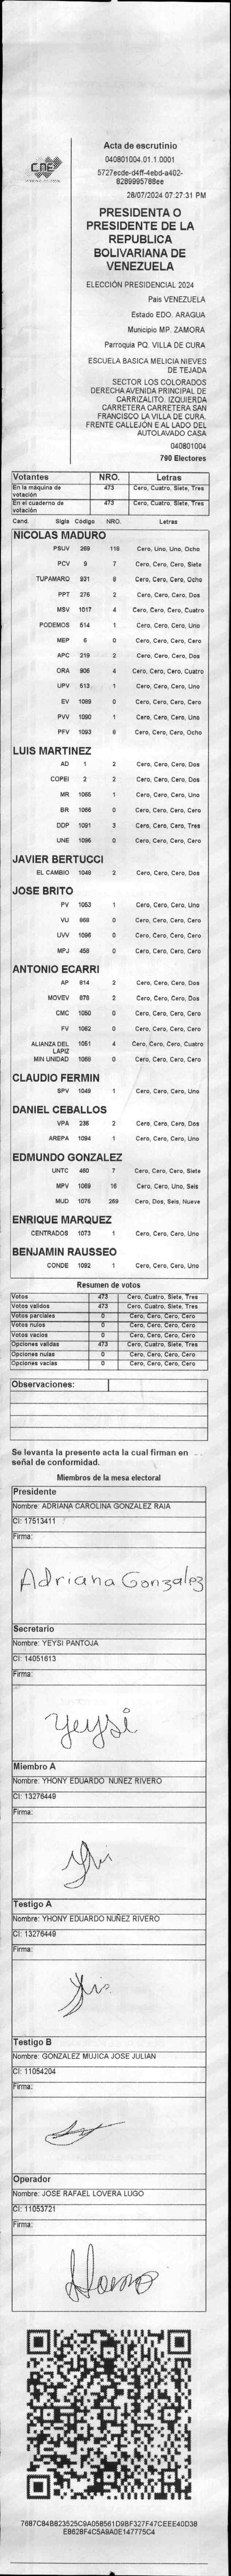 CNE
Acta de escrutinio
040801004.01.1.0001
5727ecde-d4ff-4ebd-a402-
8289995788ee
28/07/2024 07:27:31 PM
PRESIDENTA O
PRESIDENTE DE LA
REPUBLICA
BOLIVARIANA DE
VENEZUELA
ELECCIÓN PRESIDENCIAL 2024
Pais VENEZUELA
Estado EDO. ARAGUA
Municipio MP. ZAMORA
Parroquia PQ. VILLA DE CURA
ESCUELA BASICA MELICIA NIEVES
DE TEJADA
SECTOR LOS COLORADOS
DERECHA AVENIDA PRINCIPAL DE
CARRIZALITO. IZQUIERDA
CARRETERA CARRETERA SAN
FRANCISCO LA VILLA DE CURA.
FRENTE CALLEJÓN E AL LADO DEL
AUTOLAVADO CASA
040801004
790 Electores
Votantes NRO. Letras
En la máquina de votación 473 Cero, Cuatro, Siete, Tres
En el cuaderno de votación 473 Cero, Cuatro, Siete, Tres
Cand. Sigla Código NRO. Letras
NICOLAS MADURO
PSUV 269 118 Cero, Uno, Uno, Ocho
PCV 9 7 Cero, Cero, Cero, Siete
TUPAMARO 931 8 Cero, Cero, Cero, Ocho
PPT 276 2 Cero, Cero, Cero, Dos
MSV 1017 4 Cero, Cero, Cero, Cuatro
PODEMOS 514 1 Cero, Cero, Cero, Uno
MEP 6 0 Cero, Cero, Cero, Cero
APC 219 2 Cero, Cero, Cero, Dos
ORA 906 4 Cero, Cero, Cero, Cuatro
UPV 513 1 Cero, Cero, Cero, Uno
EV 1089 0 Cero, Cero, Cero, Cero
PVV 1090 1 Cero, Cero, Cero, Uno
PFV 1093 8 Cero, Cero, Cero, Ocho
LUIS MARTINEZ
AD 1 2 Cero, Cero, Cero, Dos
COPEI 2 2 Cero, Cero, Cero, Dos
MR 1065 1 Cero, Cero, Cero, Uno
BR 1066 0 Cero, Cero, Cero, Cero
DDP 1091 3 Cero, Cero, Cero, Tres
UNE 1095 0 Cero, Cero, Cero, Cero
JAVIER BERTUCCI
EL CAMBIO 1048 2 Cero, Cero, Cero, Dos
JOSE BRITO
PV 1053 1 Cero, Cero, Cero, Uno
VU 868 0 Cero, Cero, Cero, Cero
UVV 1096 0 Cero, Cero, Cero, Cero
MPJ 458 0 Cero, Cero, Cero, Cero
ANTONIO ECARRI
AP 814 2 Cero, Cero, Cero, Dos
MOVEV 878 2 Cero, Cero, Cero, Dos
CMC 1050 0 Cero, Cero, Cero, Cero
FV 1062 0 Cero, Cero, Cero, Cero
ALIANZA DEL LAPIZ 1051 4 Cero, Cero, Cero, Cuatro
MIN UNIDAD 1068 0 Cero, Cero, Cero, Cero
CLAUDIO FERMIN
SPV 1049 1 Cero, Cero, Cero, Uno
DANIEL CEBALLOS
VPA 236 2 Cero, Cero, Cero, Dos
AREPA 1094 1 Cero, Cero, Cero, Uno
EDMUNDO GONZALEZ
UNTC 460 7 Cero, Cero, Cero, Siete
MPV 1069 16 Cero, Cero, Uno, Seis
MUD 1075 269 Cero, Dos, Seis, Nueve
ENRIQUE MARQUEZ
CENTRADOS 1073 1 Cero, Cero, Cero, Uno
BENJAMIN RAUSSEO
CONDE 1092 1 Cero, Cero, Cero, Uno
Resumen de votos
Votos 473 Cero, Cuatro, Siete, Tres
Votos validos 473 Cero, Cuatro, Siete, Tres
Votos parciales 0 Cero, Cero, Cero, Cero
Votos nulos 0 Cero, Cero, Cero, Cero
Votos vacios 0 Cero, Cero, Cero, Cero
Opciones validas 473 Cero, Cuatro, Siete, Tres
Opciones nulas 0 Cero, Cero, Cero, Cero
Opciones vacias 0 Cero, Cero, Cero, Cero
Observaciones:
Se levanta la presente acta la cual firman en
señal de conformidad.
Miembros de la mesa electoral
Presidente
Nombre: ADRIANA CAROLINA GONZALEZ RAIA
CI: 17513411
Firma:
Adriana Gonzalez
Secretario
Nombre: YEYSI PANTOJA
CI: 14051613
Firma:
Yeysi
Miembro A
Nombre: YHONY EDUARDO NUÑEZ RIVERO
CI: 13276449
Firma:
Testigo A
Nombre: YHONY EDUARDO NUÑEZ RIVERO
CI: 13276449
Firma:
Testigo B
Nombre: GONZALEZ MUJICA JOSE JULIAN
CI: 11054204
Firma:
Operador
Nombre: JOSE RAFAEL LOVERA LUGO
CI: 11053721
Firma:
7687C84B823525C9A058561D9BF327F47CEEE40D38
E8628F4C5A9A0E147775C4